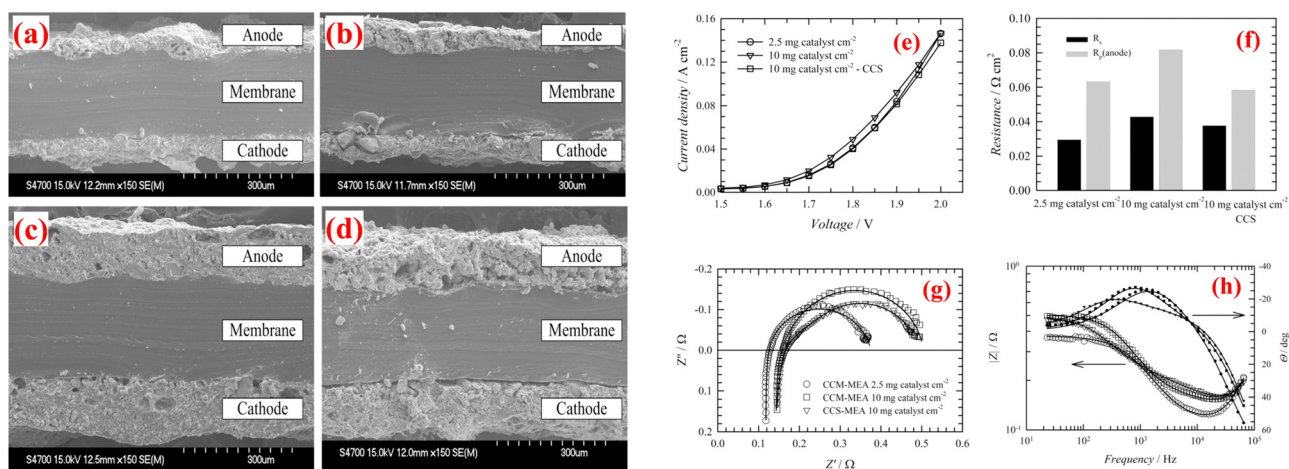 (a)
Anode
Membrane
Cathode
S4700 15.0kV 12.2mm x150 SE(M)
300um
(b)
Anode
Membrane
Cathode
S4700 15.0kV 11.7mm x150 SE(M)
300um
(c)
Anode
Membrane
Cathode
S4700 15.0kV 12.5mm x150 SE(M)
300um
(d)
Anode
Membrane
Cathode
S4700 15.0kV 12.0mm x150 SE(M)
300um
(e)
0.16
0.12
0.08
0.04
0.00
Current density / A cm⁻²
2.5 mg catalyst cm⁻²
10 mg catalyst cm⁻²
10 mg catalyst cm⁻² - CCS
1.5 1.6 1.7 1.8 1.9 2.0
Voltage / V
(f)
0.10
0.08
0.06
0.04
0.02
0.00
Resistance / Ω cm²
Rₛ
Rₚ(anode)
2.5 mg catalyst cm⁻² 10 mg catalyst cm⁻² 10 mg catalyst cm⁻²
CCS
(g)
-0.2
-0.1
0.0
0.1
0.2
Z'' / Ω
CCM-MEA 2.5 mg catalyst cm⁻²
CCM-MEA 10 mg catalyst cm⁻²
CCS-MEA 10 mg catalyst cm⁻²
0.0 0.1 0.2 0.3 0.4 0.5 0.6
Z' / Ω
(h)
10⁰
10⁻¹
|Z| / Ω
-40
-20
0
20
40
60
Θ / deg
10¹ 10² 10³ 10⁴ 10⁵
Frequency / Hz